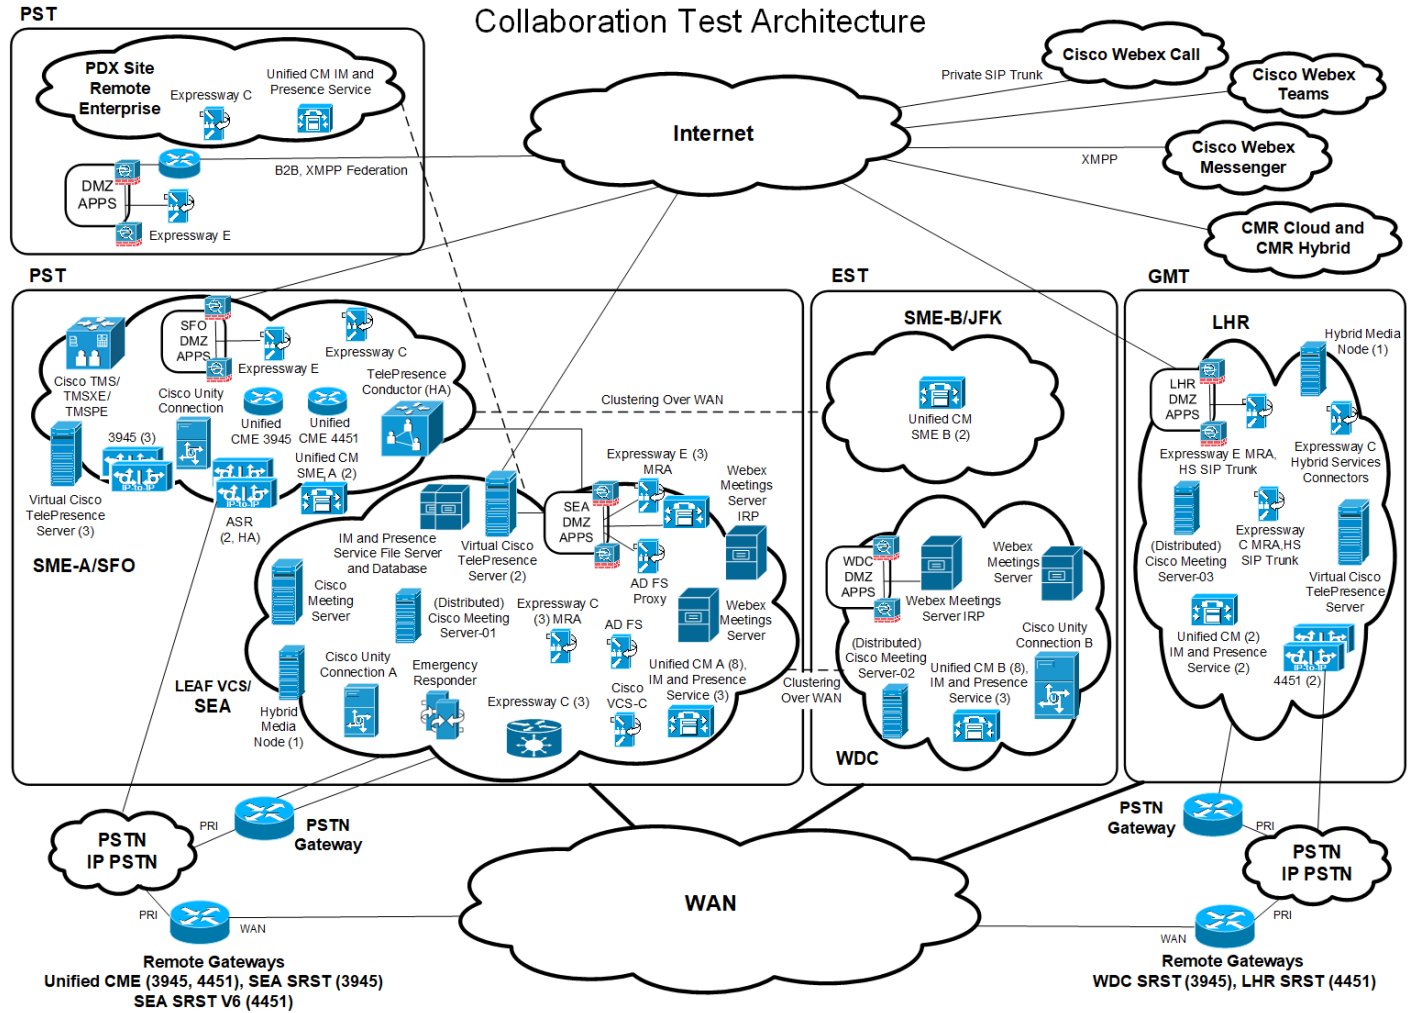 Collaboration Test Architecture
PST
PDX Site
Remote
Enterprise
Unified CM IM and
Presence Service
Expressway C
DMZ
APPS
Expressway E
B2B, XMPP Federation
Internet
Private SIP Trunk
Cisco Webex Call
Cisco Webex
Teams
XMPP
Cisco Webex
Messenger
CMR Cloud and
CMR Hybrid
PST
SFO
DMZ
APPS
Expressway E
Expressway C
Cisco TMS/
TMSXE/
TMSPE
Cisco Unity
Connection
TelePresence
Conductor (HA)
Unified
CME 3945
Unified
CME 4451
3945 (3)
IP-to-IP
Unified CM
SME A (2)
Virtual Cisco
TelePresence
Server (3)
IP-to-IP
ASR
(2, HA)
SME-A/SFO
Clustering Over WAN
IM and Presence
Service File Server
and Database
Virtual Cisco
TelePresence
Server (2)
SEA
DMZ
APPS
Expressway E (3)
MRA
Webex
Meetings
Server
IRP
AD FS
Proxy
Cisco
Meeting
Server
(Distributed)
Cisco Meeting
Server-01
Expressway C
(3) MRA
AD FS
Webex
Meetings
Server
LEAF VCS/
SEA
Hybrid
Media
Node (1)
Cisco Unity
Connection A
Emergency
Responder
Expressway C (3)
Cisco
VCS-C
Unified CM A (8),
IM and Presence
Service (3)
Clustering
Over WAN
EST
SME-B/JFK
Unified CM
SME B (2)
WDC
DMZ
APPS
Webex Meetings
Server IRP
Webex
Meetings
Server
(Distributed)
Cisco Meeting
Server-02
Unified CM B (8),
IM and Presence
Service (3)
Cisco Unity
Connection B
WDC
GMT
LHR
Hybrid Media
Node (1)
LHR
DMZ
APPS
Expressway E MRA,
HS SIP Trunk
Expressway C
Hybrid Services
Connectors
(Distributed)
Cisco Meeting
Server-03
Expressway
C MRA,HS
SIP Trunk
Virtual Cisco
TelePresence
Server
Unified CM (2)
IM and Presence
Service (2)
IP-to-IP
4451 (2)
PSTN
IP PSTN
PRI
PSTN
Gateway
PRI
WAN
Remote Gateways
Unified CME (3945, 4451), SEA SRST (3945)
SEA SRST V6 (4451)
WAN
PSTN
Gateway
PRI
PSTN
IP PSTN
PRI
WAN
Remote Gateways
WDC SRST (3945), LHR SRST (4451)